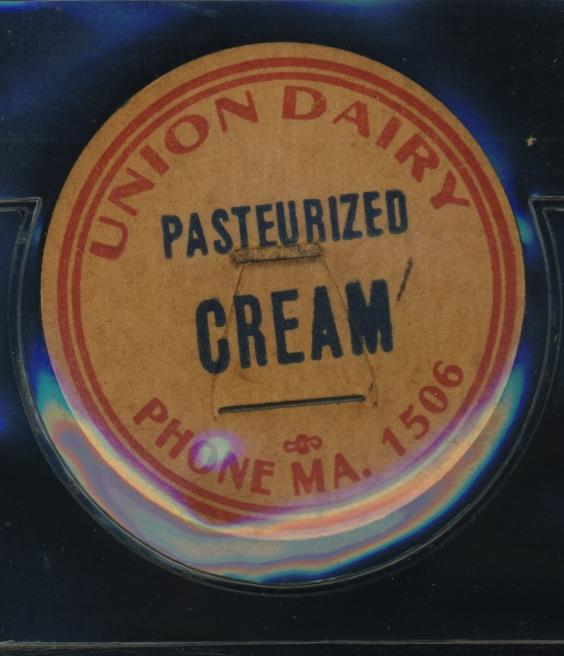 UNION DAIRY
PASTEURIZED
CREAM
PHONE MA. 1506